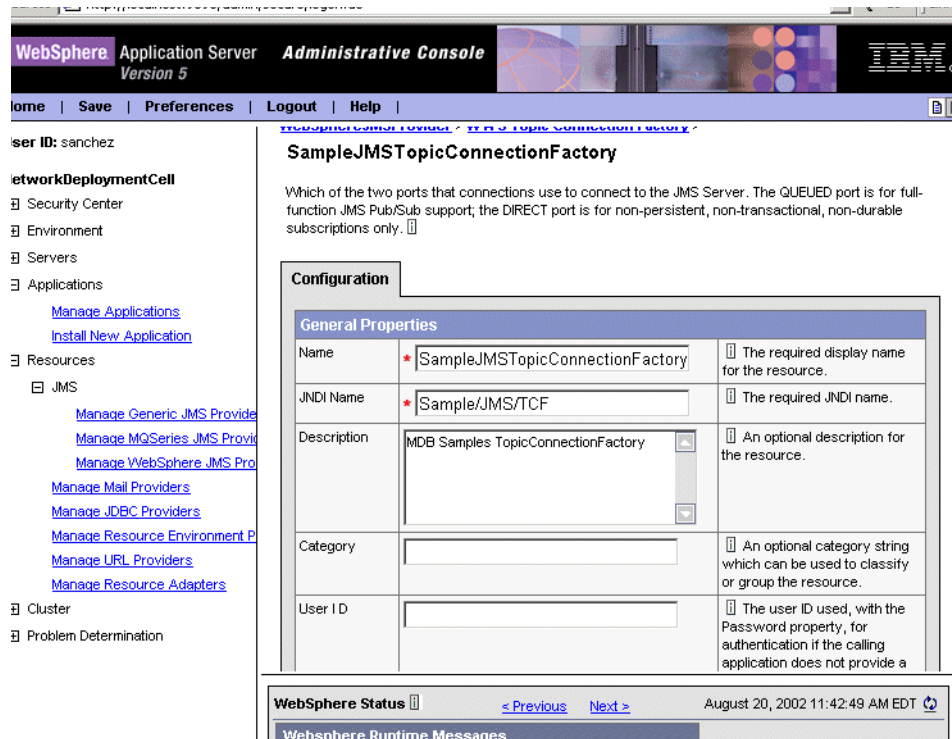 WebSphere Application Server Administrative Console
Version 5
IBM.
ome | Save | Preferences | Logout | Help |
ser ID: sanchez
etworkDeploymentCell
Security Center
Environment
Servers
Applications
Manage Applications
Install New Application
Resources
JMS
Manage Generic JMS Provide
Manage MQSeries JMS Provid
Manage WebSphere JMS Pro
Manage Mail Providers
Manage JDBC Providers
Manage Resource Environment P
Manage URL Providers
Manage Resource Adapters
Cluster
Problem Determination
SampleJMSTopicConnectionFactory
Which of the two ports that connections use to connect to the JMS Server. The QUEUED port is for full-
function JMS Pub/Sub support; the DIRECT port is for non-persistent, non-transactional, non-durable
subscriptions only. i
Configuration
General Properties
Name
* SampleJMSTopicConnectionFactory
i The required display name
for the resource.
JNDI Name
* Sample/JMS/TCF
i The required JNDI name.
Description
MDB Samples TopicConnectionFactory
i An optional description for
the resource.
Category
i An optional category string
which can be used to classify
or group the resource.
User ID
i The user ID used, with the
Password property, for
authentication if the calling
application does not provide a
WebSphere Status i < Previous Next > August 20, 2002 11:42:49 AM EDT
Websphere Runtime Messages